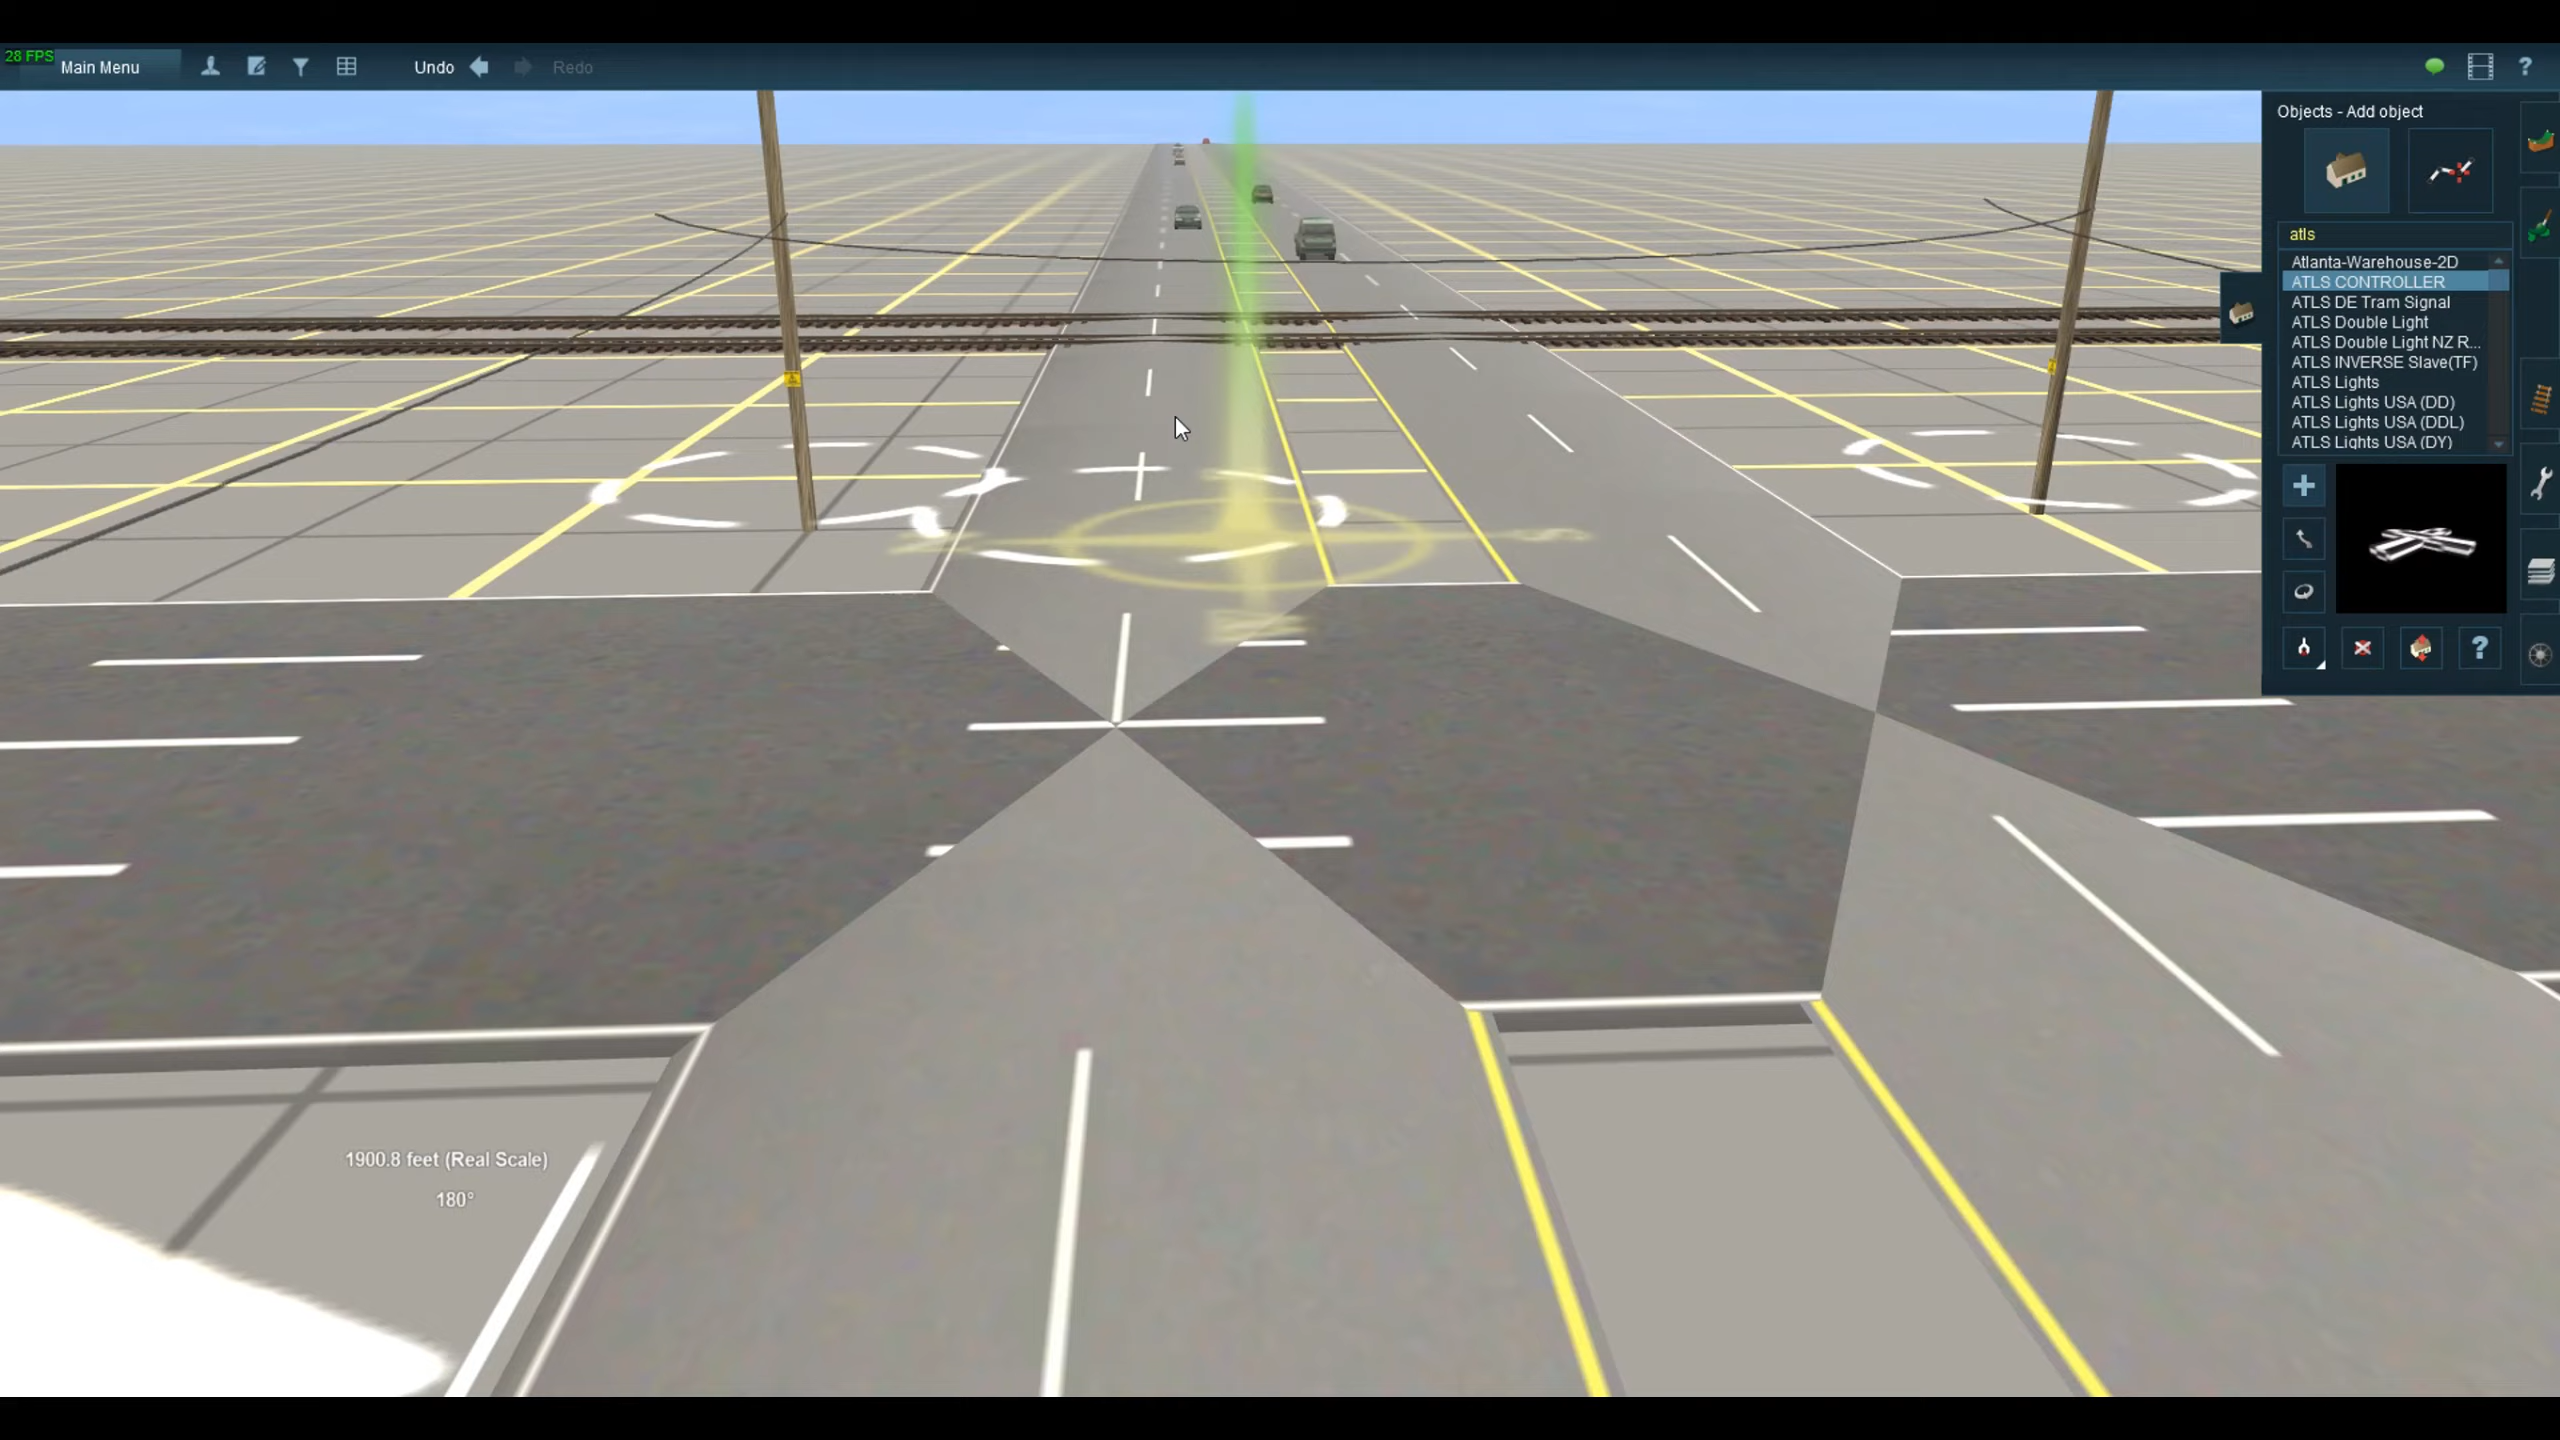 28 FPS
Main Menu
Undo
Redo
?
Objects - Add object
atls
Atlanta-Warehouse-2D
ATLS CONTROLLER
ATLS DE Tram Signal
ATLS Double Light
ATLS Double Light NZ R...
ATLS INVERSE Slave(TF)
ATLS Lights
ATLS Lights USA (DD)
ATLS Lights USA (DDL)
ATLS Lights USA (DY)
?
1900.8 feet (Real Scale)
180°